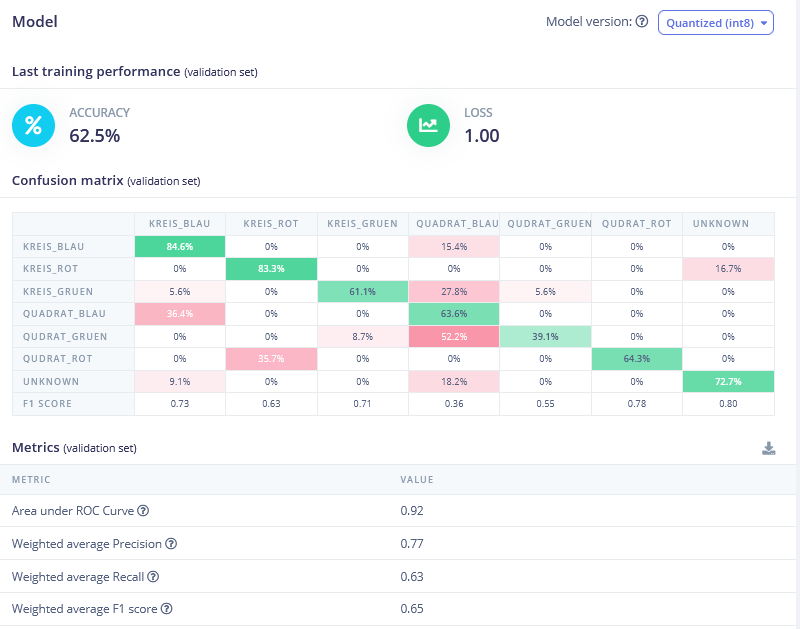 Model
Model version: Quantized (int8)
Last training performance (validation set)
ACCURACY
62.5%
LOSS
1.00
Confusion matrix (validation set)
KREIS_BLAU KREIS_ROT KREIS_GRUEN QUADRAT_BLAU QUDRAT_GRUEN QUDRAT_ROT UNKNOWN
KREIS_BLAU 84.6% 0% 0% 15.4% 0% 0% 0%
KREIS_ROT 0% 83.3% 0% 0% 0% 0% 16.7%
KREIS_GRUEN 5.6% 0% 61.1% 27.8% 5.6% 0% 0%
QUADRAT_BLAU 36.4% 0% 0% 63.6% 0% 0% 0%
QUDRAT_GRUEN 0% 0% 8.7% 52.2% 39.1% 0% 0%
QUDRAT_ROT 0% 35.7% 0% 0% 0% 64.3% 0%
UNKNOWN 9.1% 0% 0% 18.2% 0% 0% 72.7%
F1 SCORE 0.73 0.63 0.71 0.36 0.55 0.78 0.80
Metrics (validation set)
METRIC VALUE
Area under ROC Curve 0.92
Weighted average Precision 0.77
Weighted average Recall 0.63
Weighted average F1 score 0.65